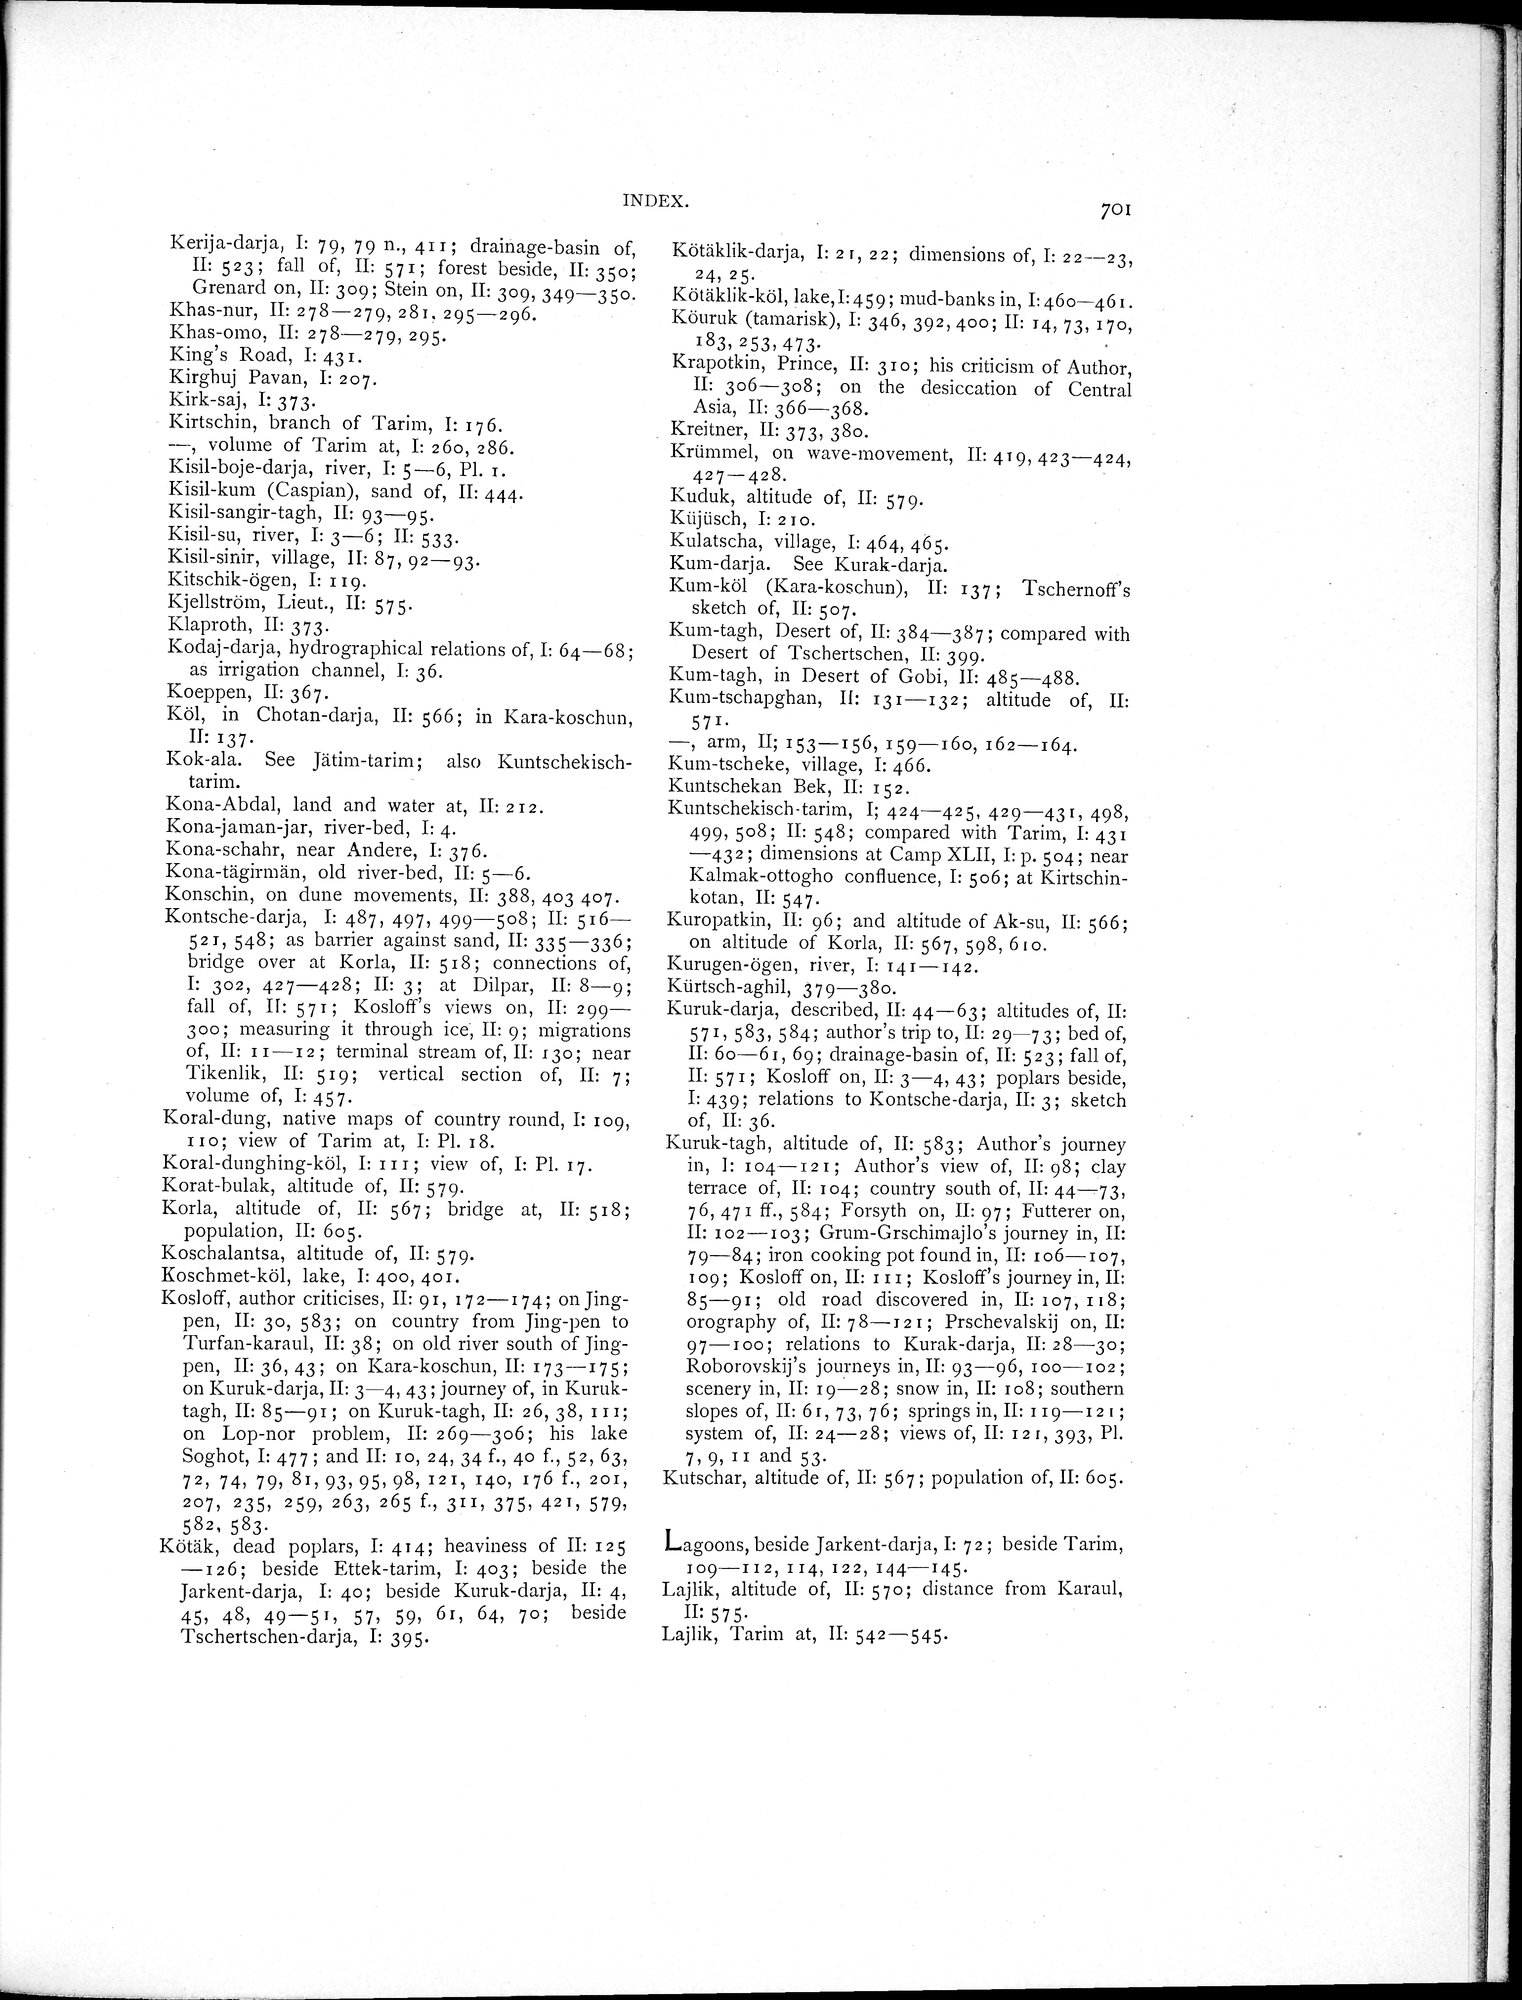 INDEX.
701
Kerija-darja, I: 79, 79 n., 411; drainage-basin of,
II: 523; fall of, II: 571; forest beside, II: 350;
Grenard on, II: 309; Stein on, II: 309, 349—350.
Khas-nur, II: 278—279, 281, 295—296.
Khas-omo, II: 278—279, 295.
King's Road, I: 431.
Kirghuj Pavan, I: 207.
Kirk-saj, I: 373.
Kirtschin, branch of Tarim, I: 176.
—, volume of Tarim at, I: 260, 286.
Kisil-boje-darja, river, I: 5—6, Pl. 1.
Kisil-kum (Caspian), sand of, II: 444.
Kisil-sangir-tagh, II: 93—95.
Kisil-su, river, I: 3—6; II: 533.
Kisil-sinir, village, II: 87, 92—93.
Kitschik-ögen, I: 119.
Kjellström, Lieut., II: 575.
Klaproth, II: 373.
Kodaj-darja, hydrographical relations of, I: 64—68;
as irrigation channel, I: 36.
Koeppen, II: 367.
Köl, in Chotan-darja, II: 566; in Kara-koschun,
II: 137.
Kok-ala. See Jätim-tarim; also Kuntschekisch-
tarim.
Kona-Abdal, land and water at, II: 212.
Kona-jaman-jar, river-bed, I: 4.
Kona-schahr, near Andere, I: 376.
Kona-tägirmän, old river-bed, II: 5—6.
Konschin, on dune movements, II: 388, 403 407.
Kontsche-darja, I: 487, 497, 499—508; II: 516—
521, 548; as barrier against sand, II: 335—336;
bridge over at Korla, II: 518; connections of,
I: 302, 427—428; II: 3; at Dilpar, II: 8—9;
fall of, II: 571; Kosloff's views on, II: 299—
300; measuring it through ice, II: 9; migrations
of, II: 11—12; terminal stream of, II: 130; near
Tikenlik, II: 519; vertical section of, II: 7;
volume of, I: 457.
Koral-dung, native maps of country round, I: 109,
110; view of Tarim at, I: Pl. 18.
Koral-dunghing-köl, I: 111; view of, I: Pl. 17.
Korat-bulak, altitude of, II: 579.
Korla, altitude of, II: 567; bridge at, II: 518;
population, II: 605.
Koschalantsa, altitude of, II: 579.
Koschmet-köl, lake, I: 400, 401.
Kosloff, author criticises, II: 91, 172—174; on Jing-
pen, II: 30, 583; on country from Jing-pen to
Turfan-karaul, II: 38; on old river south of Jing-
pen, II: 36, 43; on Kara-koschun, II: 173—175;
on Kuruk-darja, II: 3—4, 43; journey of, in Kuruk-
tagh, II: 85—91; on Kuruk-tagh, II: 26, 38, 111;
on Lop-nor problem, II: 269—306; his lake
Soghot, I: 477; and II: 10, 24, 34 f., 40 f., 52, 63,
72, 74, 79, 81, 93, 95, 98, 121, 140, 176 f., 201,
207, 235, 259, 263, 265 f., 311, 375, 421, 579,
582, 583.
Kötäk, dead poplars, I: 414; heaviness of II: 125
—126; beside Ettek-tarim, I: 403; beside the
Jarkent-darja, I: 40; beside Kuruk-darja, II: 4,
45, 48, 49—51, 57, 59, 61, 64, 70; beside
Tschertschen-darja, I: 395.
Kötäklik-darja, I: 21, 22; dimensions of, I: 22—23,
24, 25.
Kötäklik-köl, lake, I: 459; mud-banks in, I: 460—461.
Köuruk (tamarisk), I: 346, 392, 400; II: 14, 73, 170,
183, 253, 473.
Krapotkin, Prince, II: 310; his criticism of Author,
II: 306—308; on the desiccation of Central
Asia, II: 366—368.
Kreitner, II: 373, 380.
Krümmel, on wave-movement, II: 419, 423—424,
427—428.
Kuduk, altitude of, II: 579.
Küjüsch, I: 210.
Kulatscha, village, I: 464, 465.
Kum-darja. See Kurak-darja.
Kum-köl (Kara-koschun), II: 137; Tschernoff's
sketch of, II: 507.
Kum-tagh, Desert of, II: 384—387; compared with
Desert of Tschertschen, II: 399.
Kum-tagh, in Desert of Gobi, II: 485—488.
Kum-tschapghan, II: 131—132; altitude of, II:
571.
—, arm, II; 153—156, 159—160, 162—164.
Kum-tscheke, village, I: 466.
Kuntschekan Bek, II: 152.
Kuntschekisch-tarim, I; 424—425, 429—431, 498,
499, 508; II: 548; compared with Tarim, I: 431
—432; dimensions at Camp XLII, I: p. 504; near
Kalmak-ottogho confluence, I: 506; at Kirtschin-
kotan, II: 547.
Kuropatkin, II: 96; and altitude of Ak-su, II: 566;
on altitude of Korla, II: 567, 598, 610.
Kurugen-ögen, river, I: 141—142.
Kürtsch-aghil, 379—380.
Kuruk-darja, described, II: 44—63; altitudes of, II:
571, 583, 584; author's trip to, II: 29—73; bed of,
II: 60—61, 69; drainage-basin of, II: 523; fall of,
II: 571; Kosloff on, II: 3—4, 43; poplars beside,
I: 439; relations to Kontsche-darja, II: 3; sketch
of, II: 36.
Kuruk-tagh, altitude of, II: 583; Author's journey
in, I: 104—121; Author's view of, II: 98; clay
terrace of, II: 104; country south of, II: 44—73,
76, 471 ff., 584; Forsyth on, II: 97; Futterer on,
II: 102—103; Grum-Grschimajlo's journey in, II:
79—84; iron cooking pot found in, II: 106—107,
109; Kosloff on, II: 111; Kosloff's journey in, II:
85—91; old road discovered in, II: 107, 118;
orography of, II: 78—121; Prschevalskij on, II:
97—100; relations to Kurak-darja, II: 28—30;
Roborovskij's journeys in, II: 93—96, 100—102;
scenery in, II: 19—28; snow in, II: 108; southern
slopes of, II: 61, 73, 76; springs in, II: 119—121;
system of, II: 24—28; views of, II: 121, 393, Pl.
7, 9, 11 and 53.
Kutschar, altitude of, II: 567; population of, II: 605.
Lagoons, beside Jarkent-darja, I: 72; beside Tarim,
109—112, 114, 122, 144—145.
Lajlik, altitude of, II: 570; distance from Karaul,
II: 575.
Lajlik, Tarim at, II: 542—545.